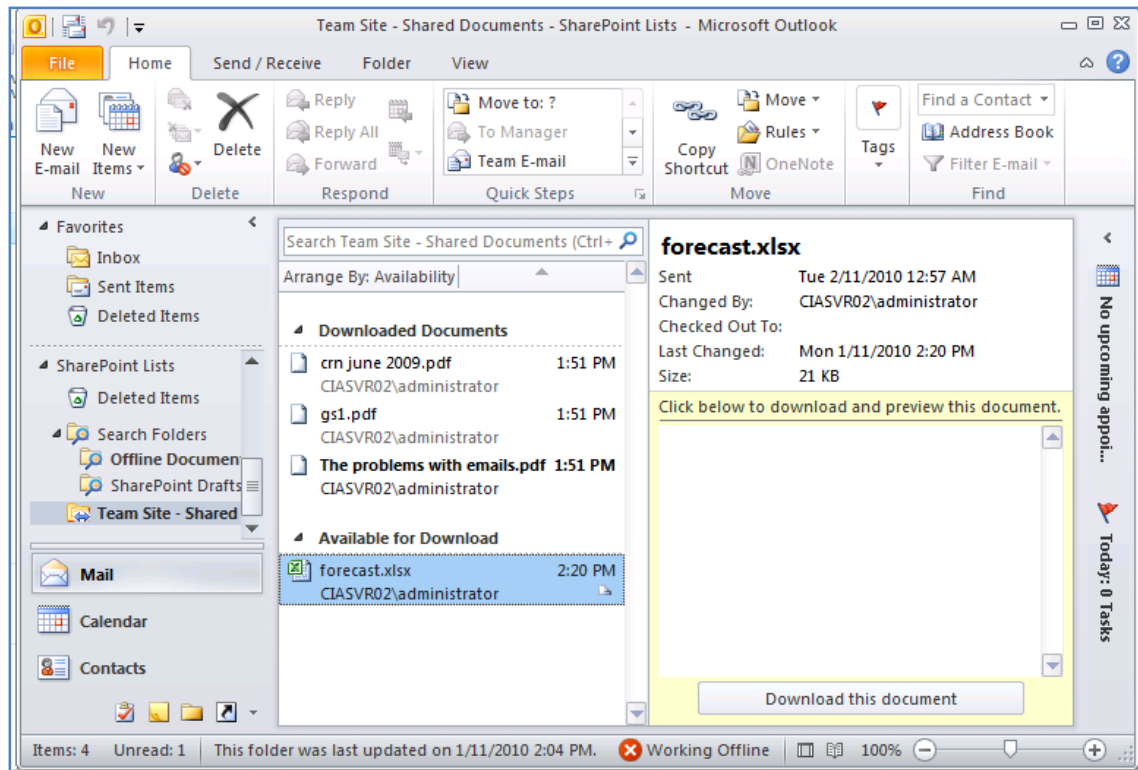 Team Site - Shared Documents - SharePoint Lists - Microsoft Outlook
File
Home
Send / Receive
Folder
View
New E-mail
New Items
New
Delete
Delete
Reply
Reply All
Forward
Respond
Move to: ?
To Manager
Team E-mail
Quick Steps
Copy Shortcut
Move
Rules
OneNote
Move
Tags
Find a Contact
Address Book
Filter E-mail
Find
Favorites
Inbox
Sent Items
Deleted Items
SharePoint Lists
Deleted Items
Search Folders
Offline Documen
SharePoint Drafts
Team Site - Shared
Mail
Calendar
Contacts
Search Team Site - Shared Documents (Ctrl+
Arrange By: Availability
Downloaded Documents
crn june 2009.pdf 1:51 PM
CIASVR02\administrator
gs1.pdf 1:51 PM
CIASVR02\administrator
The problems with emails.pdf 1:51 PM
CIASVR02\administrator
Available for Download
forecast.xlsx 2:20 PM
CIASVR02\administrator
forecast.xlsx
Sent Tue 2/11/2010 12:57 AM
Changed By: CIASVR02\administrator
Checked Out To:
Last Changed: Mon 1/11/2010 2:20 PM
Size: 21 KB
Click below to download and preview this document.
Download this document
No upcoming appoi...
Today: 0 Tasks
Items: 4 Unread: 1 This folder was last updated on 1/11/2010 2:04 PM. Working Offline 100%